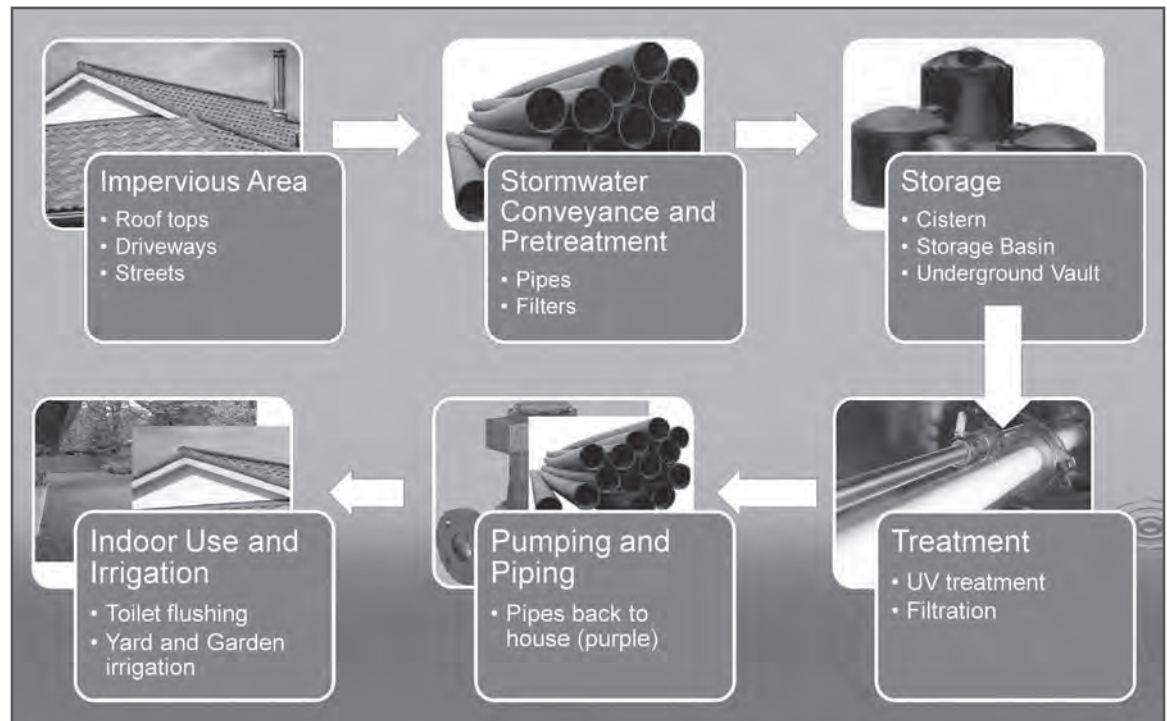 Impervious Area
• Roof tops
• Driveways
• Streets
Stormwater
Conveyance and
Pretreatment
• Pipes
• Filters
Storage
• Cistern
• Storage Basin
• Underground Vault
Treatment
• UV treatment
• Filtration
Pumping and
Piping
• Pipes back to
house (purple)
Indoor Use and
Irrigation
• Toilet flushing
• Yard and Garden
irrigation